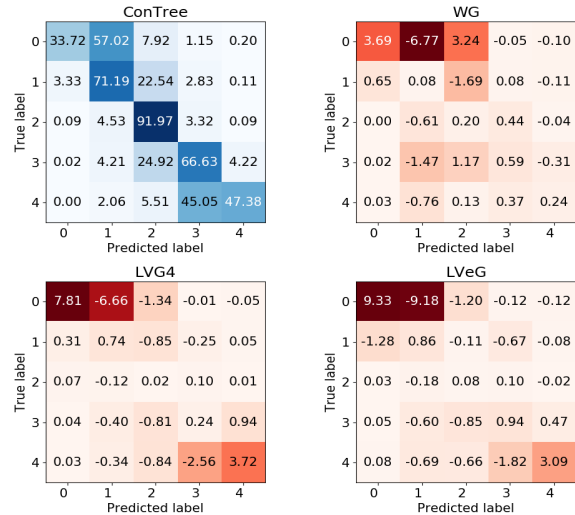 ConTree
True label
0 33.72 57.02 7.92 1.15 0.20
1 3.33 71.19 22.54 2.83 0.11
2 0.09 4.53 91.97 3.32 0.09
3 0.02 4.21 24.92 66.63 4.22
4 0.00 2.06 5.51 45.05 47.38
0 1 2 3 4
Predicted label
WG
True label
0 3.69 -6.77 3.24 -0.05 -0.10
1 0.65 0.08 -1.69 0.08 -0.11
2 0.00 -0.61 0.20 0.44 -0.04
3 0.02 -1.47 1.17 0.59 -0.31
4 0.03 -0.76 0.13 0.37 0.24
0 1 2 3 4
Predicted label
LVG4
True label
0 7.81 -6.66 -1.34 -0.01 -0.05
1 0.31 0.74 -0.85 -0.25 0.05
2 0.07 -0.12 0.02 0.10 0.01
3 0.04 -0.40 -0.81 0.24 0.94
4 0.03 -0.34 -0.84 -2.56 3.72
0 1 2 3 4
Predicted label
LVeG
True label
0 9.33 -9.18 -1.20 -0.12 -0.12
1 -1.28 0.86 -0.11 -0.67 -0.08
2 0.03 -0.18 0.08 0.10 -0.02
3 0.05 -0.60 -0.85 0.94 0.47
4 0.08 -0.69 -0.66 -1.82 3.09
0 1 2 3 4
Predicted label